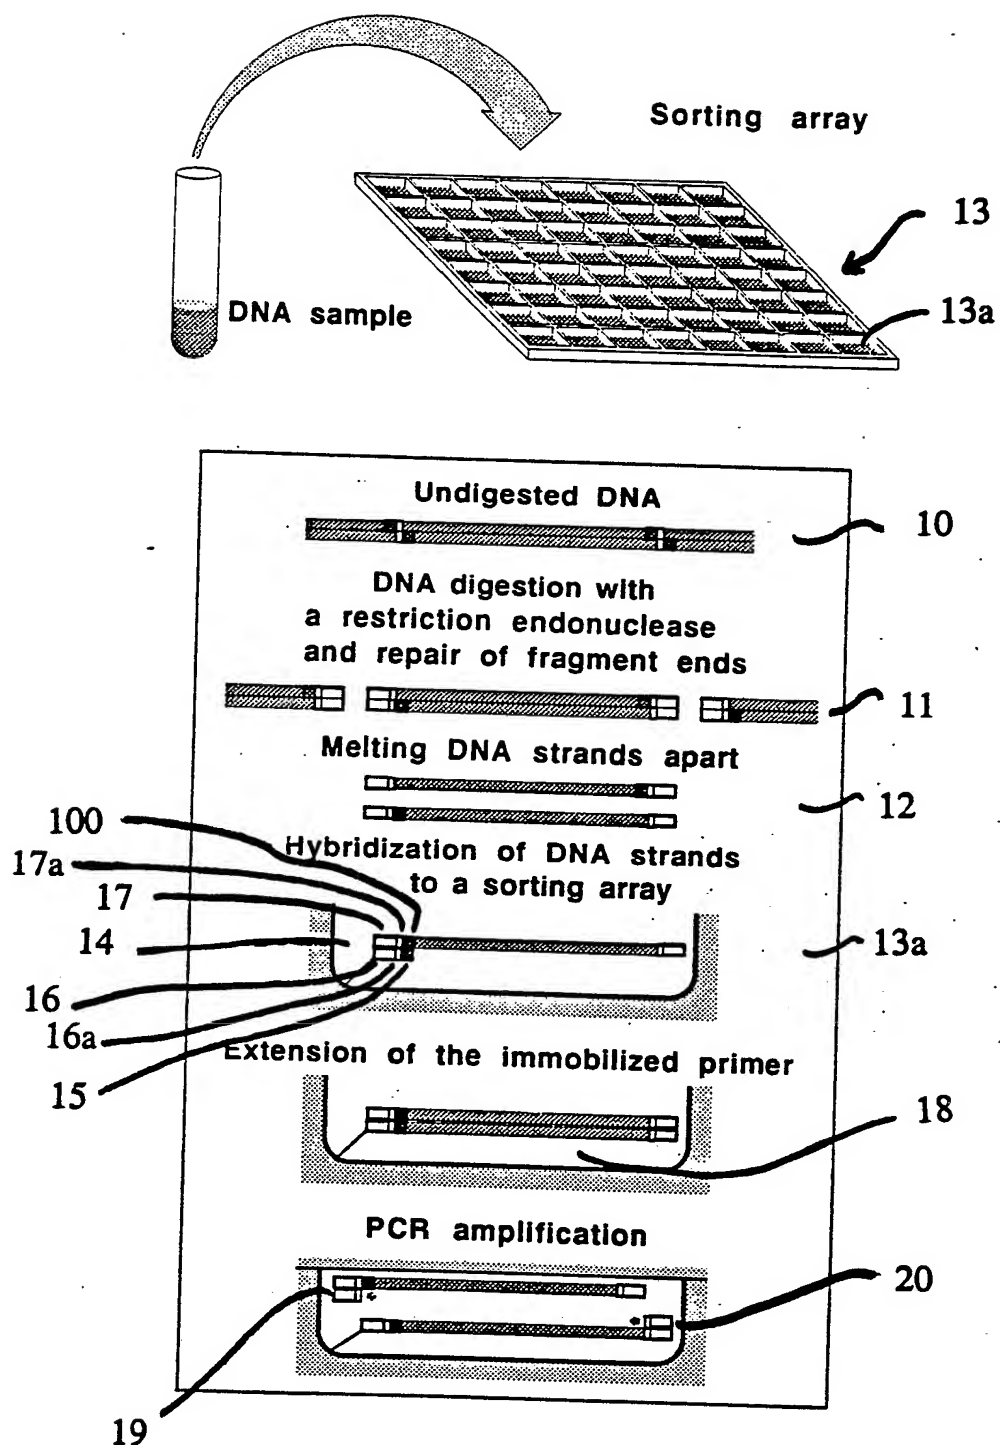 Sorting array
13
DNA sample
13a
Undigested DNA
10
DNA digestion with
a restriction endonuclease
and repair of fragment ends
11
Melting DNA strands apart
12
100
Hybridization of DNA strands
to a sorting array
17a
17
14
13a
16
16a
15
Extension of the immobilized primer
18
PCR amplification
20
19